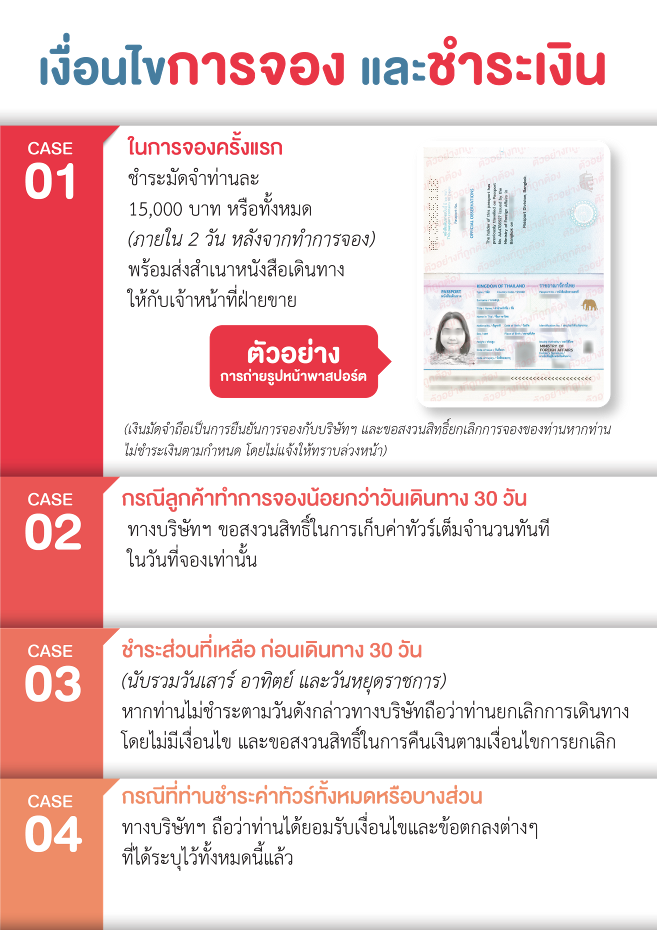 เงื่อนไขการจอง และชำระเงิน
CASE
01
ในการจองครั้งแรก
ชำระมัดจำท่านละ
15,000 บาท หรือทั้งหมด
(ภายใน 2 วัน หลังจากทำการจอง)
พร้อมส่งสำเนาหนังสือเดินทาง
ให้กับเจ้าหน้าที่ฝ่ายขาย
ตัวอย่าง
การถ่ายรูปหน้าพาสปอร์ต
KINGDOM OF THAILAND
ราชอาณาจักรไทย
PASSPORT
MINISTRY OF
FOREIGN AFFAIRS
(เงินมัดจำถือเป็นการยืนยันการจองกับบริษัทฯ และขอสงวนสิทธิ์ยกเลิกการจองของท่านหากท่าน
ไม่ชำระเงินตามกำหนด โดยไม่แจ้งให้ทราบล่วงหน้า)
CASE
02
กรณีลูกค้าทำการจองน้อยกว่าวันเดินทาง 30 วัน
ทางบริษัทฯ ขอสงวนสิทธิ์ในการเก็บค่าทัวร์เต็มจำนวนทันที
ในวันที่จองเท่านั้น
CASE
03
ชำระส่วนที่เหลือ ก่อนเดินทาง 30 วัน
(นับรวมวันเสาร์ อาทิตย์ และวันหยุดราชการ)
หากท่านไม่ชำระตามวันดังกล่าวทางบริษัทถือว่าท่านยกเลิกการเดินทาง
โดยไม่มีเงื่อนไข และขอสงวนสิทธิ์ในการคืนเงินตามเงื่อนไขการยกเลิก
CASE
04
กรณีที่ท่านชำระค่าทัวร์ทั้งหมดหรือบางส่วน
ทางบริษัทฯ ถือว่าท่านได้ยอมรับเงื่อนไขและข้อตกลงต่างๆ
ที่ได้ระบุไว้ทั้งหมดนี้แล้ว